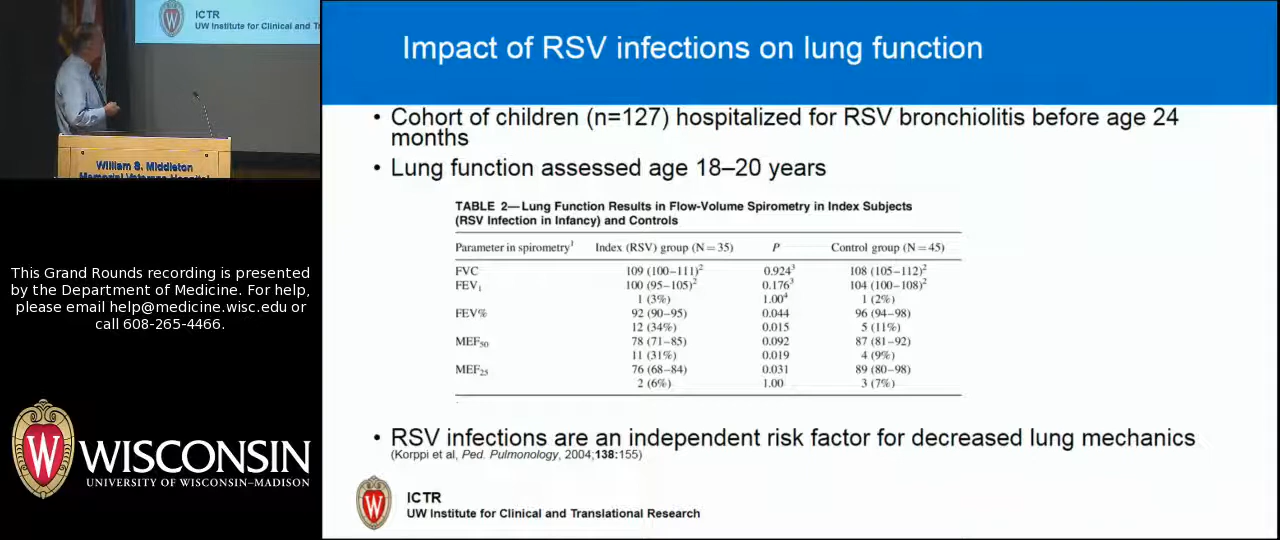 ICTR
UW Institute for Clinical and Tr
William S. Middleton
Memorial Veterans Hospital
This Grand Rounds recording is presented
by the Department of Medicine. For help,
please email help@medicine.wisc.edu or
call 608-265-4466.
W
WISCONSIN
UNIVERSITY OF WISCONSIN–MADISON
Impact of RSV infections on lung function
• Cohort of children (n=127) hospitalized for RSV bronchiolitis before age 24
months
• Lung function assessed age 18–20 years
TABLE 2—Lung Function Results in Flow-Volume Spirometry in Index Subjects
(RSV Infection in Infancy) and Controls
Parameter in spirometry¹ Index (RSV) group (N = 35) P Control group (N = 45)
FVC 109 (100–111)² 0.924³ 108 (105–112)²
FEV₁ 100 (95–105)² 0.176³ 104 (100–108)²
1 (3%) 1.00⁴ 1 (2%)
FEV% 92 (90–95) 0.044 96 (94–98)
12 (34%) 0.015 5 (11%)
MEF₅₀ 78 (71–85) 0.092 87 (81–92)
11 (31%) 0.019 4 (9%)
MEF₂₅ 76 (68–84) 0.031 89 (80–98)
2 (6%) 1.00 3 (7%)
• RSV infections are an independent risk factor for decreased lung mechanics
(Korppi et al, Ped. Pulmonology, 2004;138:155)
W
ICTR
UW Institute for Clinical and Translational Research